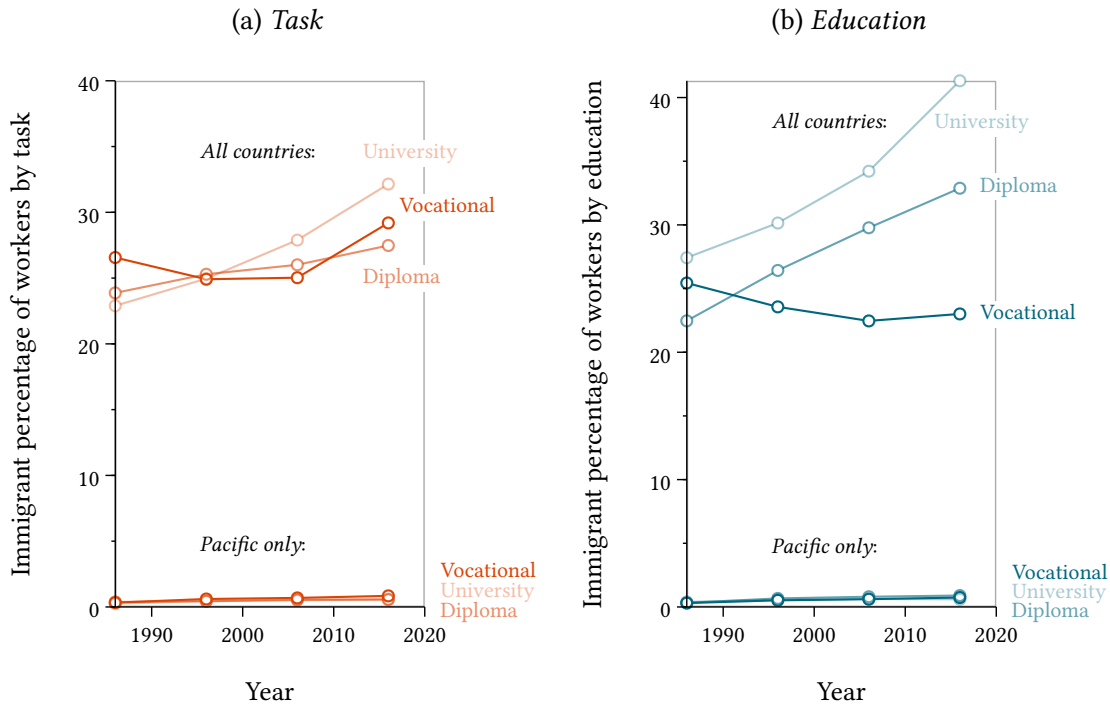 (a) Task
Immigrant percentage of workers by task
40
30
20
10
0
All countries:
University
Vocational
Diploma
Pacific only:
Vocational
University
Diploma
1990
2000
2010
2020
Year
(b) Education
Immigrant percentage of workers by education
40
30
20
10
0
All countries:
University
Diploma
Vocational
Pacific only:
Vocational
University
Diploma
1990
2000
2010
2020
Year